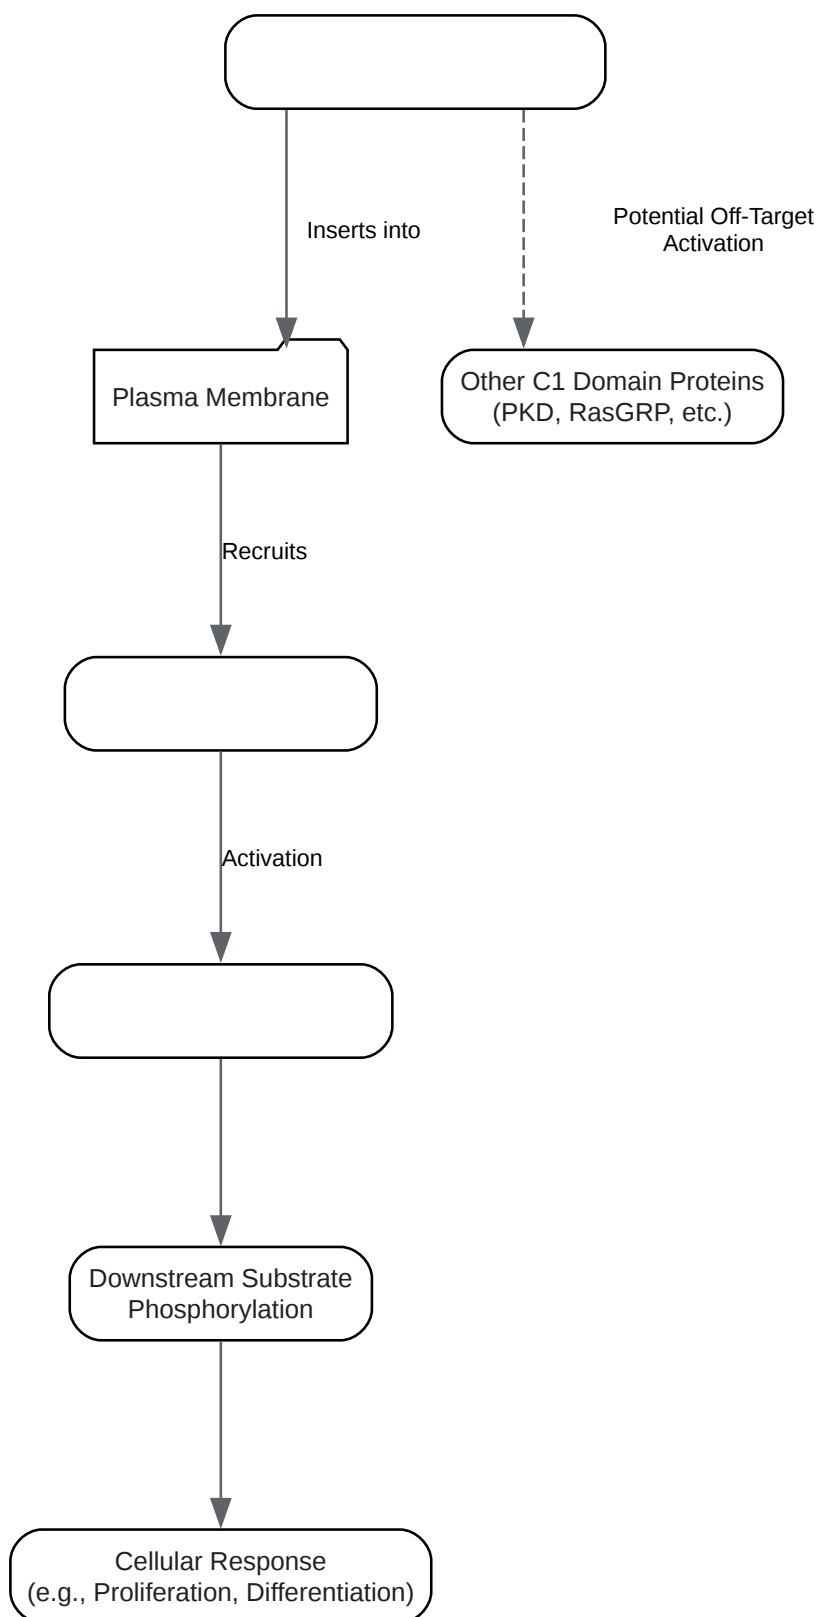 Inserts into
Potential Off-Target
Activation
Plasma Membrane
Other C1 Domain Proteins
(PKD, RasGRP, etc.)
Recruits
Activation
Downstream Substrate
Phosphorylation
Cellular Response
(e.g., Proliferation, Differentiation)